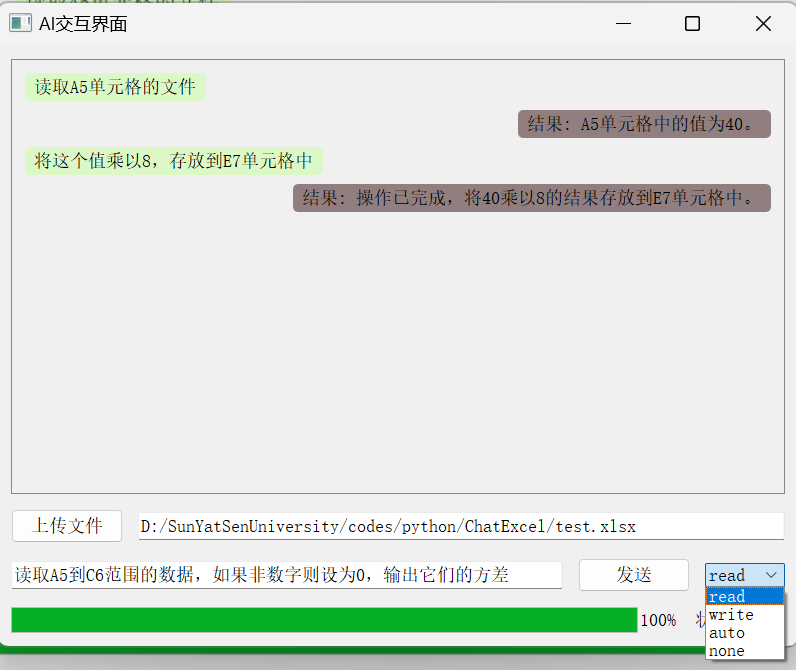 AI交互界面
读取A5单元格的文件
结果: A5单元格中的值为40。
将这个值乘以8，存放到E7单元格中
结果: 操作已完成，将40乘以8的结果存放到E7单元格中。
上传文件
D:/SunYatSenUniversity/codes/python/ChatExcel/test.xlsx
读取A5到C6范围的数据，如果非数字则设为0，输出它们的方差
发送
read
read
write
auto
none
100%